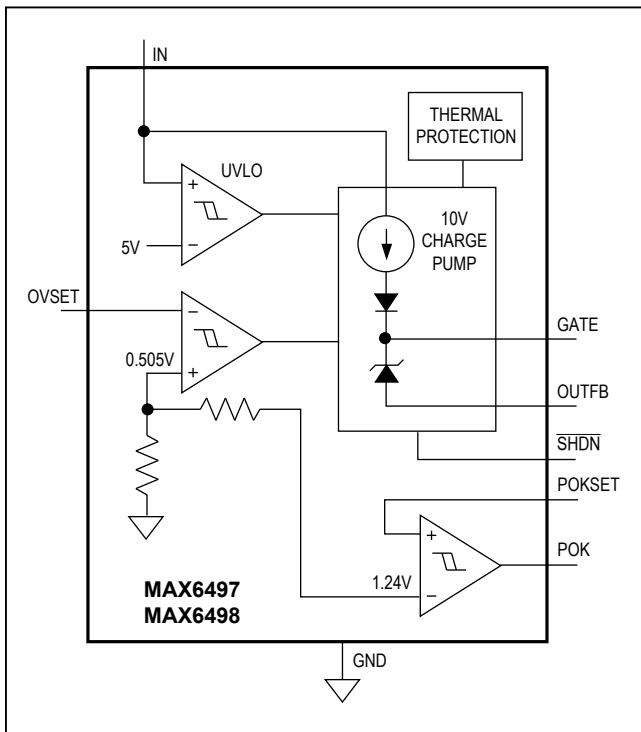 IN
THERMAL
PROTECTION
UVLO
+
−
5V
10V
CHARGE
PUMP
OVSET
−
+
0.505V
GATE
OUTFB
SHDN
POKSET
+
−
1.24V
POK
MAX6497
MAX6498
GND